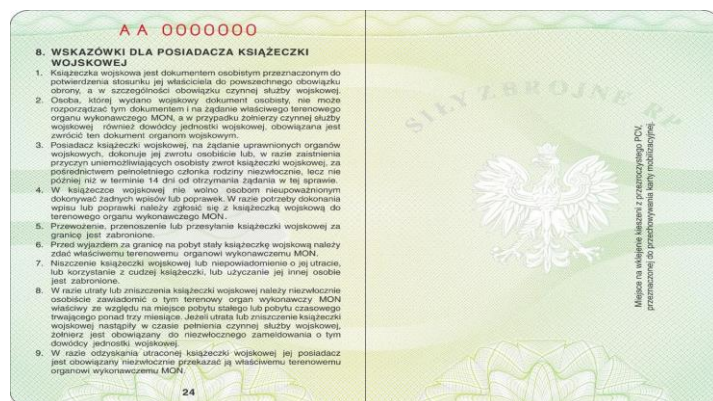 AA 0000000
8. WSKAZÓWKI DLA POSIADACZA KSIĄŻECZKI
WOJSKOWEJ
1. Książeczka wojskowa jest dokumentem osobistym przeznaczonym do
potwierdzenia stosunku jej właściciela do powszechnego obowiązku
obrony, a w szczególności obowiązku czynnej służby wojskowej.
2. Osoba, której wydano wojskowy dokument osobisty, nie może
rozporządzać tym dokumentem i na żądanie właściwego terenowego
organu wykonawczego MON, a w przypadku żołnierzy czynnej służby
wojskowej również dowódcy jednostki wojskowej, obowiązana jest
zwrócić ten dokument organom wojskowym.
3. Posiadacz książeczki wojskowej, na żądanie uprawnionych organów
wojskowych, dokonuje jej zwrotu osobiście lub, w razie zaistnienia
przyczyn uniemożliwiających osobisty zwrot książeczki wojskowej, za
pośrednictwem pełnoletniego członka rodziny niezwłocznie, lecz nie
później niż w terminie 14 dni od otrzymania żądania w tej sprawie.
4. W książeczce wojskowej nie wolno osobom nieupoważnionym
dokonywać żadnych wpisów lub poprawek. W razie potrzeby dokonania
wpisu lub poprawki należy zgłosić się z książeczką wojskową do
terenowego organu wykonawczego MON.
5. Przewożenie, przenoszenie lub przesyłanie książeczki wojskowej za
granicę jest zabronione.
6. Przed wyjazdem za granicę na pobyt stały książeczkę wojskową należy
zdać właściwemu terenowemu organowi wykonawczemu MON.
7. Niszczenie książeczki wojskowej lub niepowiadomienie o jej utracie,
lub korzystanie z cudzej książeczki, lub użyczanie jej innej osobie
jest zabronione.
8. W razie utraty lub zniszczenia książeczki wojskowej należy niezwłocznie
osobiście zawiadomić o tym terenowy organ wykonawczy MON
właściwy ze względu na miejsce pobytu stałego lub pobytu czasowego
trwającego ponad trzy miesiące. Jeżeli utrata lub zniszczenie książeczki
wojskowej nastąpiły w czasie pełnienia czynnej służby wojskowej,
żołnierz jest obowiązany do niezwłocznego zameldowania o tym
dowódcy jednostki wojskowej.
9. W razie odzyskania utraconej książeczki wojskowej jej posiadacz
jest obowiązany niezwłocznie przekazać ją właściwemu terenowemu
organowi wykonawczemu MON.
24
SIŁY ZBROJNE RP
Miejsce na wklejenie kieszeni z przezroczystego PCV,
przeznaczonej do przechowywania karty mobilizacyjnej.